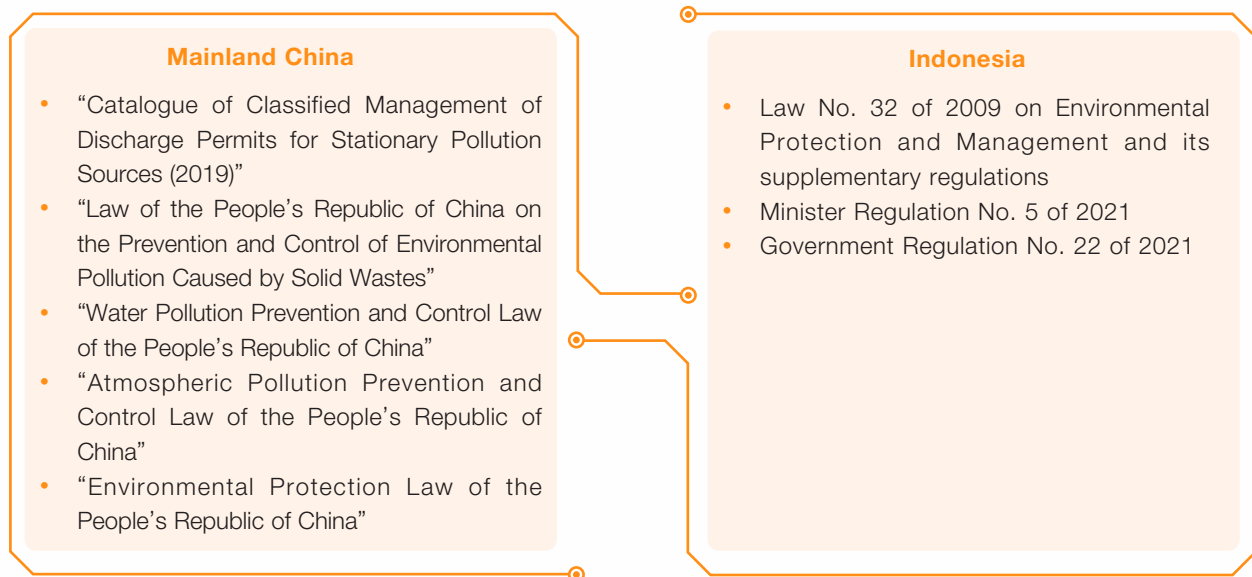 Mainland China
• “Catalogue of Classified Management of
Discharge Permits for Stationary Pollution
Sources (2019)”
• “Law of the People’s Republic of China on
the Prevention and Control of Environmental
Pollution Caused by Solid Wastes”
• “Water Pollution Prevention and Control Law
of the People’s Republic of China”
• “Atmospheric Pollution Prevention and
Control Law of the People’s Republic of
China”
• “Environmental Protection Law of the
People’s Republic of China”
Indonesia
• Law No. 32 of 2009 on Environmental
Protection and Management and its
supplementary regulations
• Minister Regulation No. 5 of 2021
• Government Regulation No. 22 of 2021